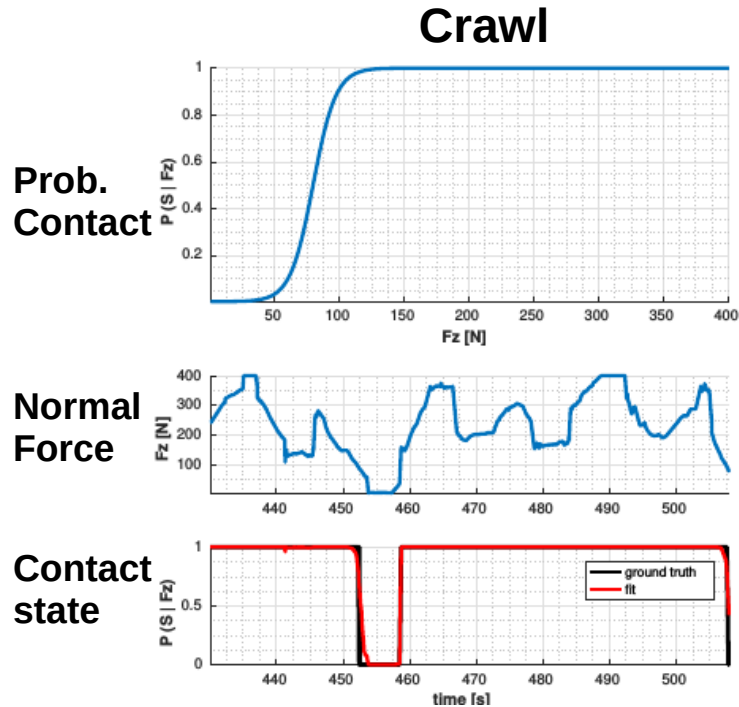 Crawl
Prob.
Contact
P (S | Fz)
1
0.8
0.6
0.4
0.2
50 100 150 200 250 300 350 400
Fz [N]
Normal
Force
Fz [N]
400
300
200
100
440 450 460 470 480 490 500
Contact
state
P (S | Fz)
1
0.5
0
ground truth
fit
440 450 460 470 480 490 500
time [s]